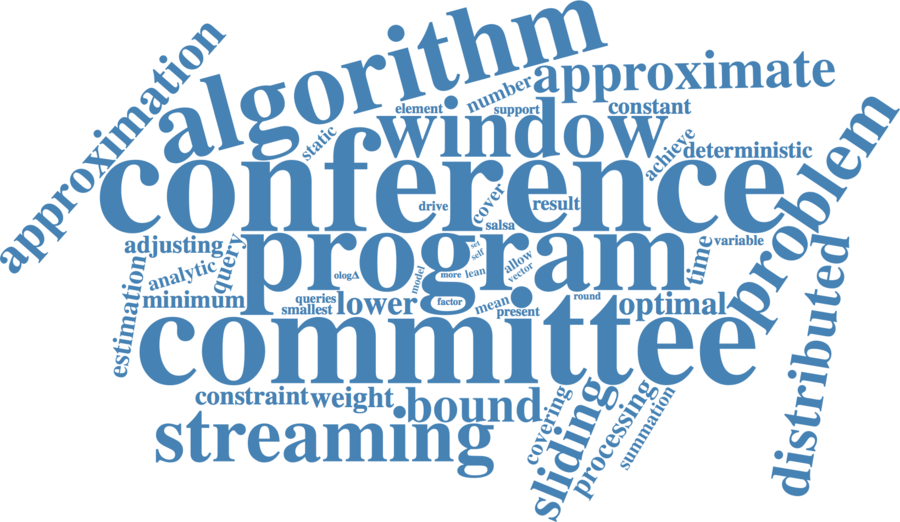 algorithm
approximation
approximate
number
element
support
constant
window
static
achieve
deterministic
problem
conference
cover
drive
result
salsa
adjusting
query
program
set
self
time
variable
analytic
ologΔ
model
more
lean
allow
vector
distributed
estimation
minimum
queries
smallest
lower
factor
mean
present
round
optimal
committee
constraint
weight
bound
streaming
covering
sliding
processing
summation